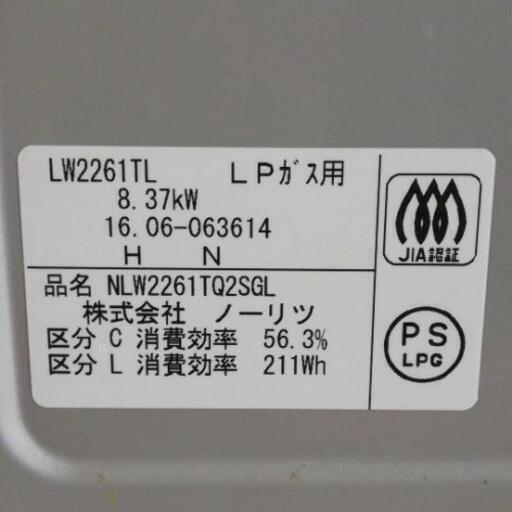 LW2261TL LPガス用
8.37kW
16.06-063614
H N
JIA認証
品名 NLW2261TQ2SGL
株式会社 ノーリツ
区分 C 消費効率 56.3%
区分 L 消費効率 211Wh
PS
LPG